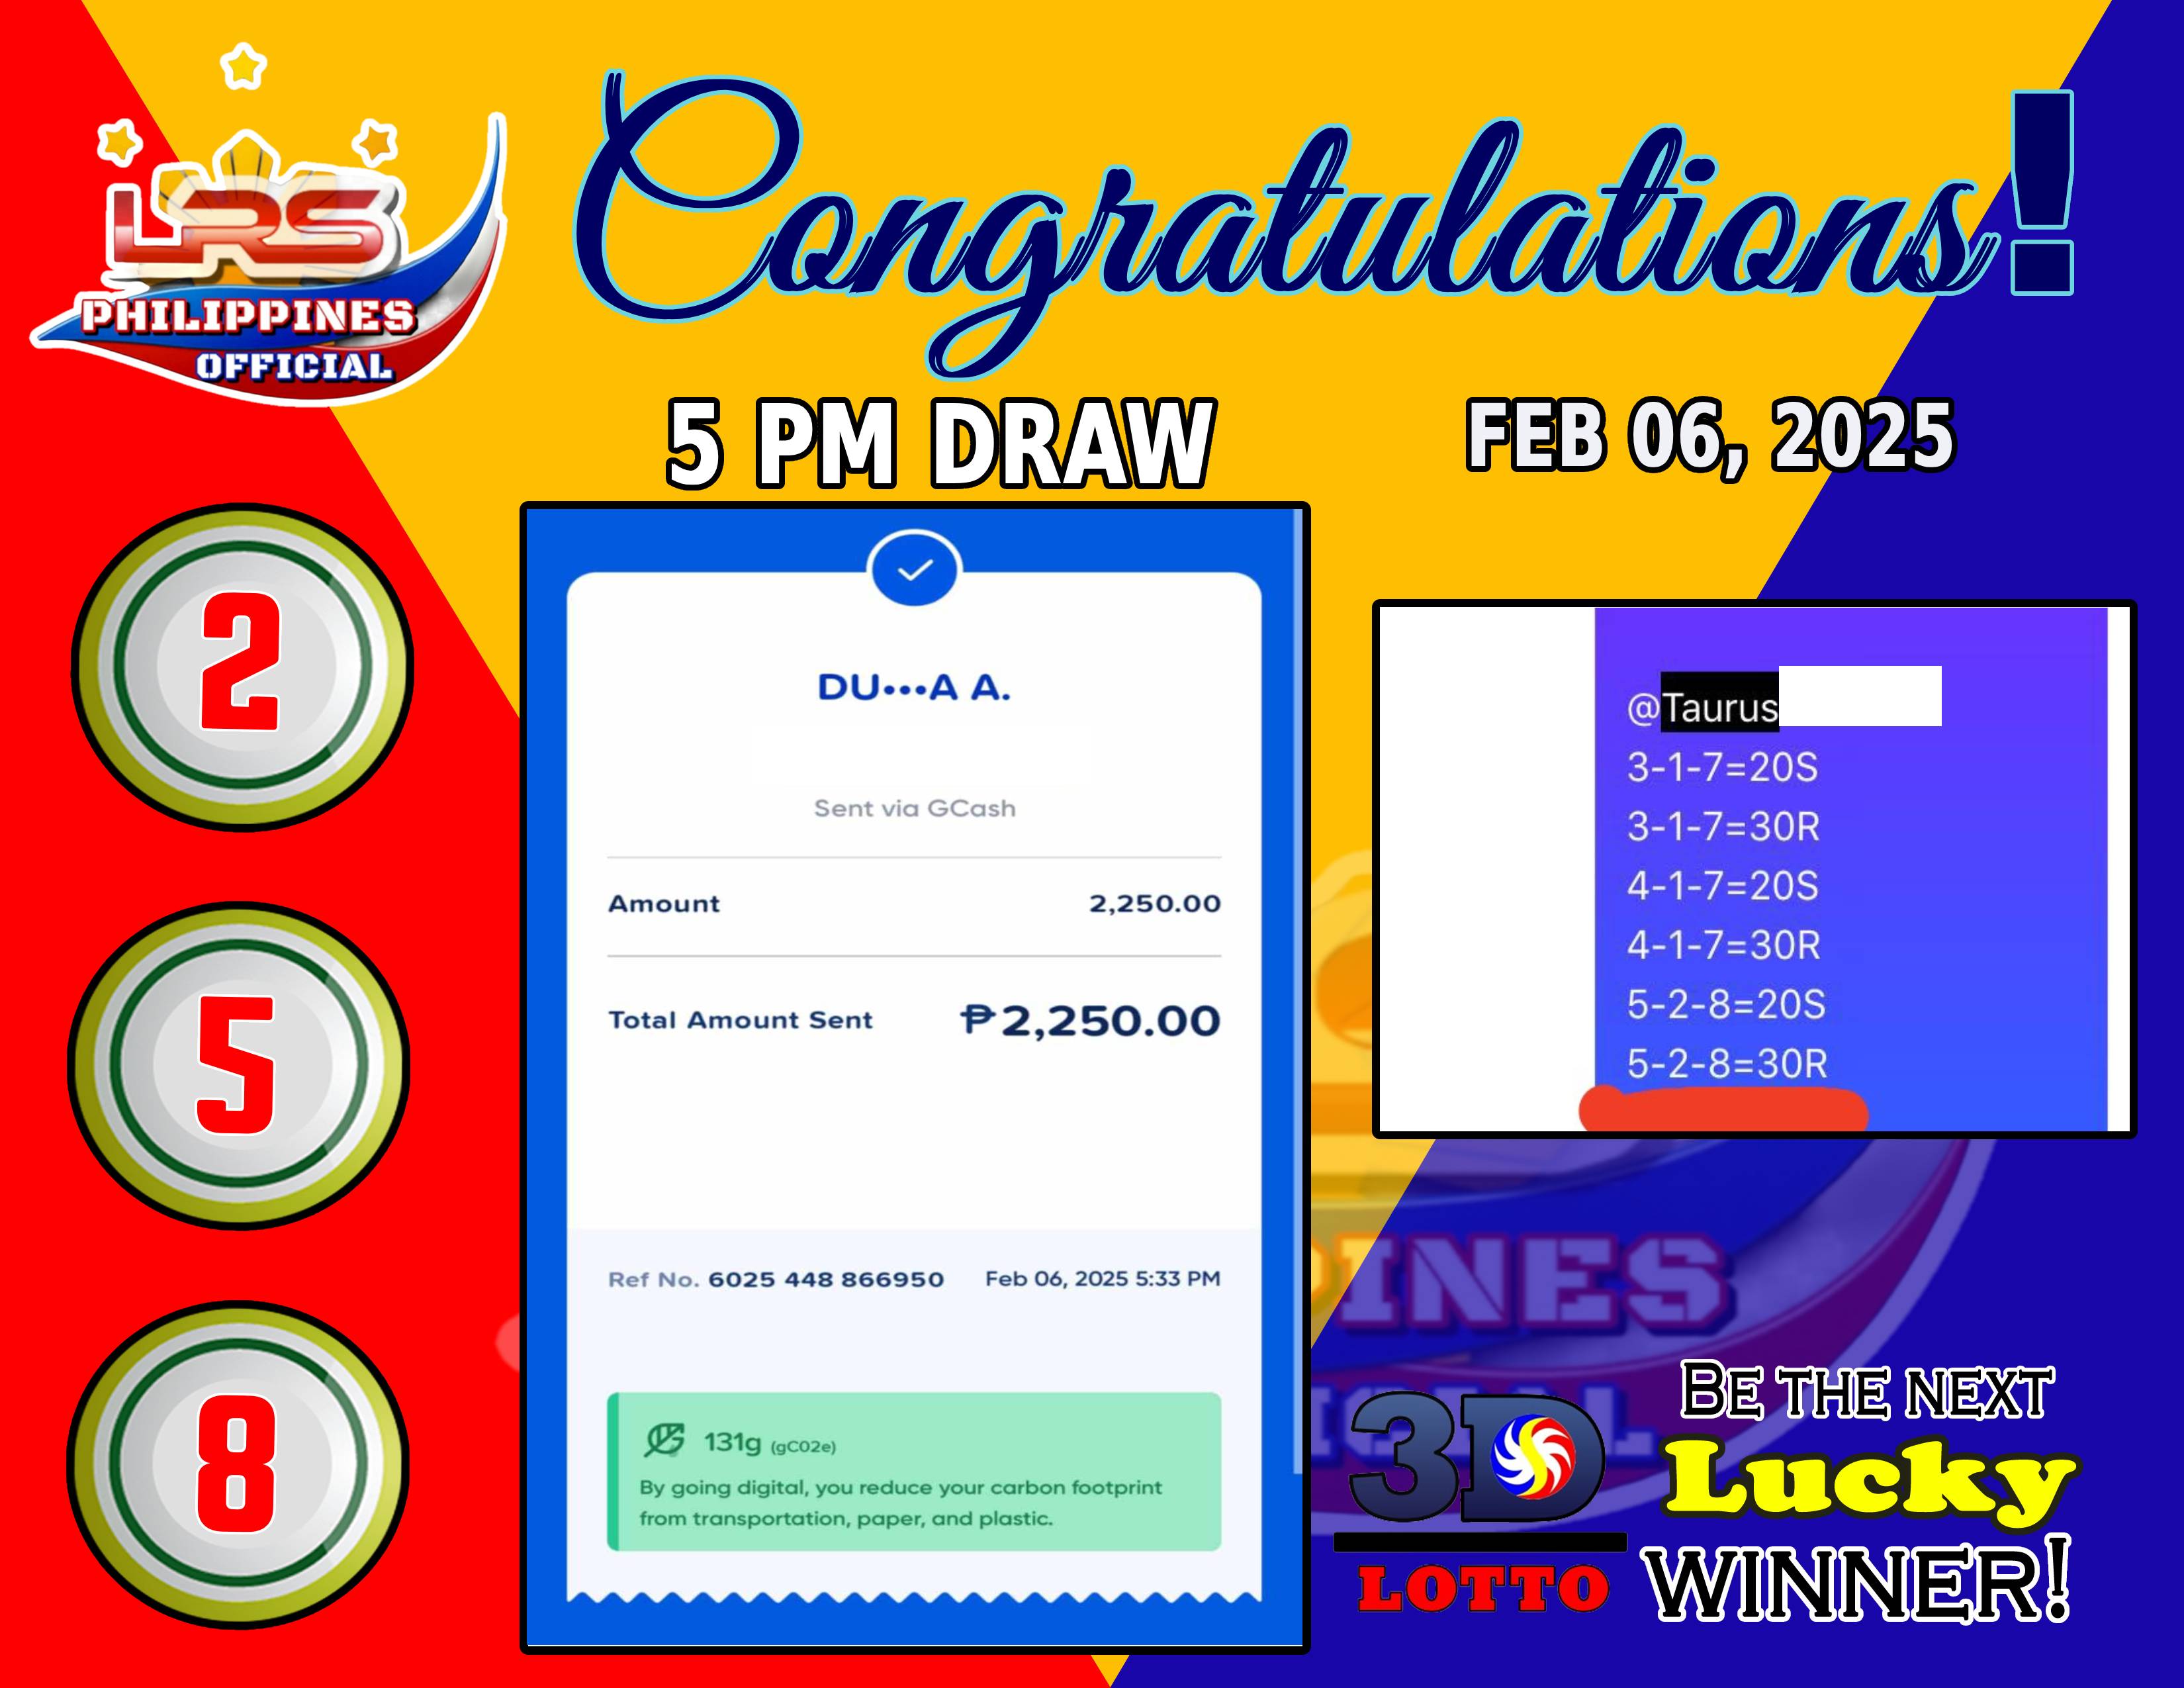 LRS
PHILIPPINES
OFFICIAL
Congratulations!
5 PM DRAW
FEB 06, 2025
2
5
8
DU•••A A.
Sent via GCash
Amount 2,250.00
Total Amount Sent ₱2,250.00
Ref No. 6025 448 866950 Feb 06, 2025 5:33 PM
131g (gC02e)
By going digital, you reduce your carbon footprint
from transportation, paper, and plastic.
@Taurus
3-1-7=20S
3-1-7=30R
4-1-7=20S
4-1-7=30R
5-2-8=20S
5-2-8=30R
PINES
3D
LOTTO
BE THE NEXT
Lucky
WINNER!